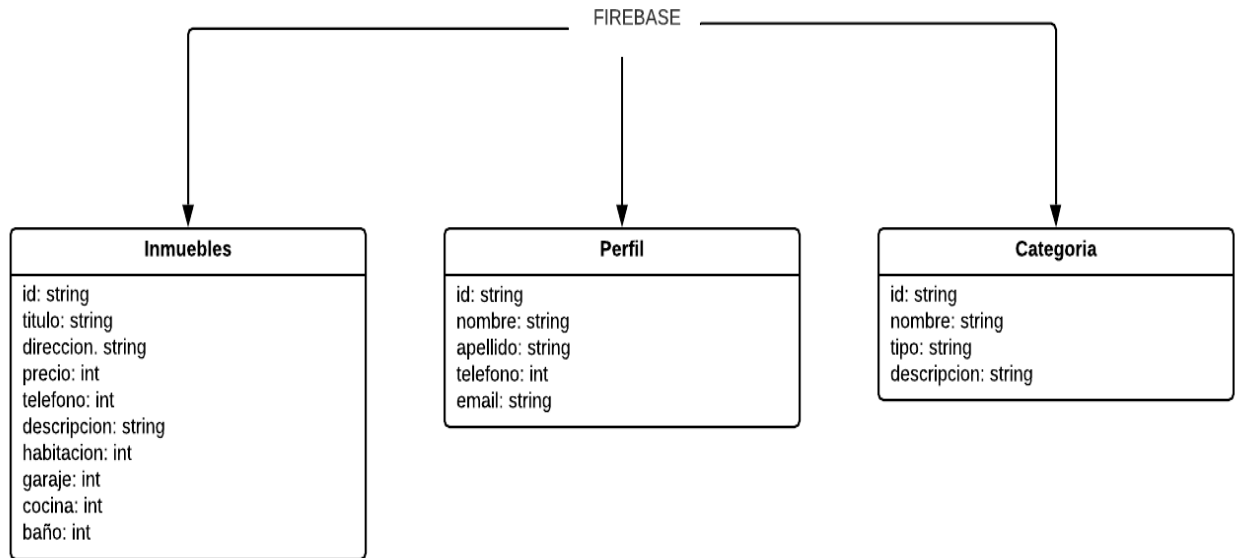 FIREBASE
Inmuebles
id: string
titulo: string
direccion. string
precio: int
telefono: int
descripcion: string
habitacion: int
garaje: int
cocina: int
baño: int
Perfil
id: string
nombre: string
apellido: string
telefono: int
email: string
Categoria
id: string
nombre: string
tipo: string
descripcion: string